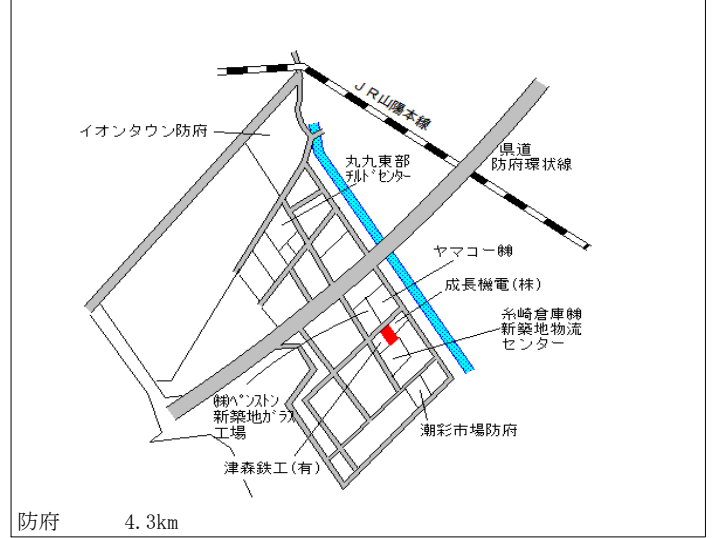 JR山陽本線
イオンタウン防府
丸九東部
ﾁﾙﾄﾞｾﾝﾀｰ
県道
防府環状線
ヤマコー㈱
成長機電(株)
糸崎倉庫㈱
新築地物流
センター
㈱ﾍﾟﾝｽﾄﾝ
新築地ｶﾞﾗｽ
工場
潮彩市場防府
津森鉄工(有)
防府 4.3km